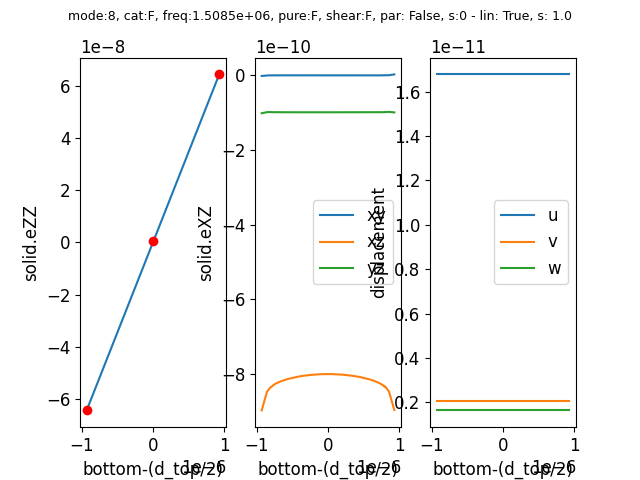 mode:8, cat:F, freq:1.5085e+06, pure:F, shear:F, par: False, s:0 - lin: True, s: 1.0
1e−8
6
4
2
0
−2
−4
−6
solid.eZZ
−1
0
1
1e−6
bottom-(d_top/2)
1e−10
0
−2
−4
−6
−8
solid.eXZ
xy
xz
yz
−1
0
1
1e−6
bottom-(d_top/2)
1e−11
1.6
1.4
1.2
1.0
0.8
0.6
0.4
0.2
displacement
u
v
w
−1
0
1
1e−6
bottom-(d_top/2)